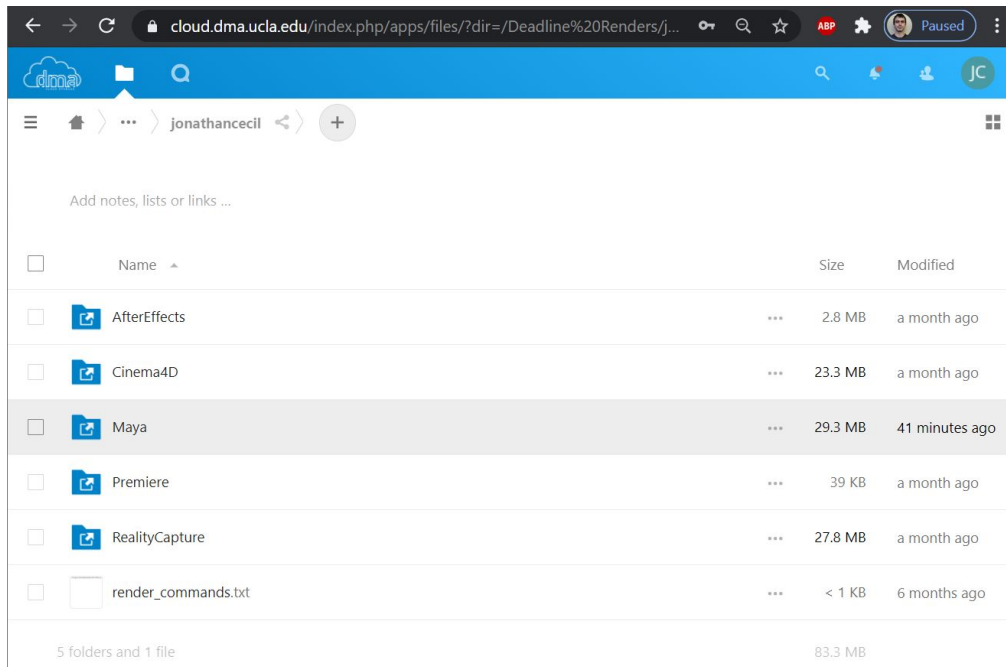 cloud.dma.ucla.edu/index.php/apps/files/?dir=/Deadline%20Renders/j... ABP Paused
dma JC
... jonathancecil +
Add notes, lists or links ...
Name Size Modified
AfterEffects ... 2.8 MB a month ago
Cinema4D ... 23.3 MB a month ago
Maya ... 29.3 MB 41 minutes ago
Premiere ... 39 KB a month ago
RealityCapture ... 27.8 MB a month ago
render_commands.txt ... < 1 KB 6 months ago
5 folders and 1 file 83.3 MB